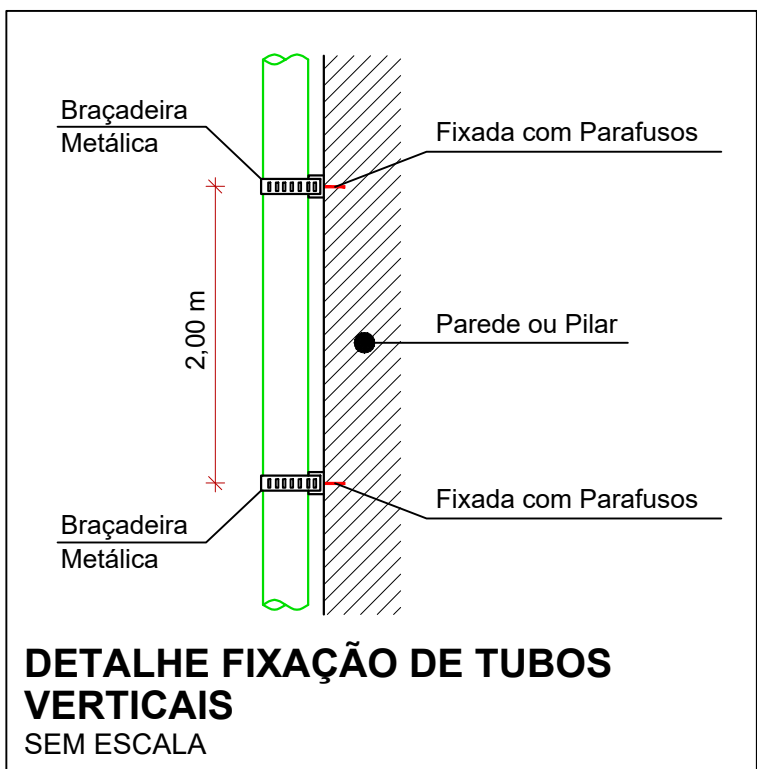 Braçadeira
Metálica
Fixada com Parafusos
2,00 m
Parede ou Pilar
Braçadeira
Metálica
Fixada com Parafusos
DETALHE FIXAÇÃO DE TUBOS
VERTICAIS
SEM ESCALA